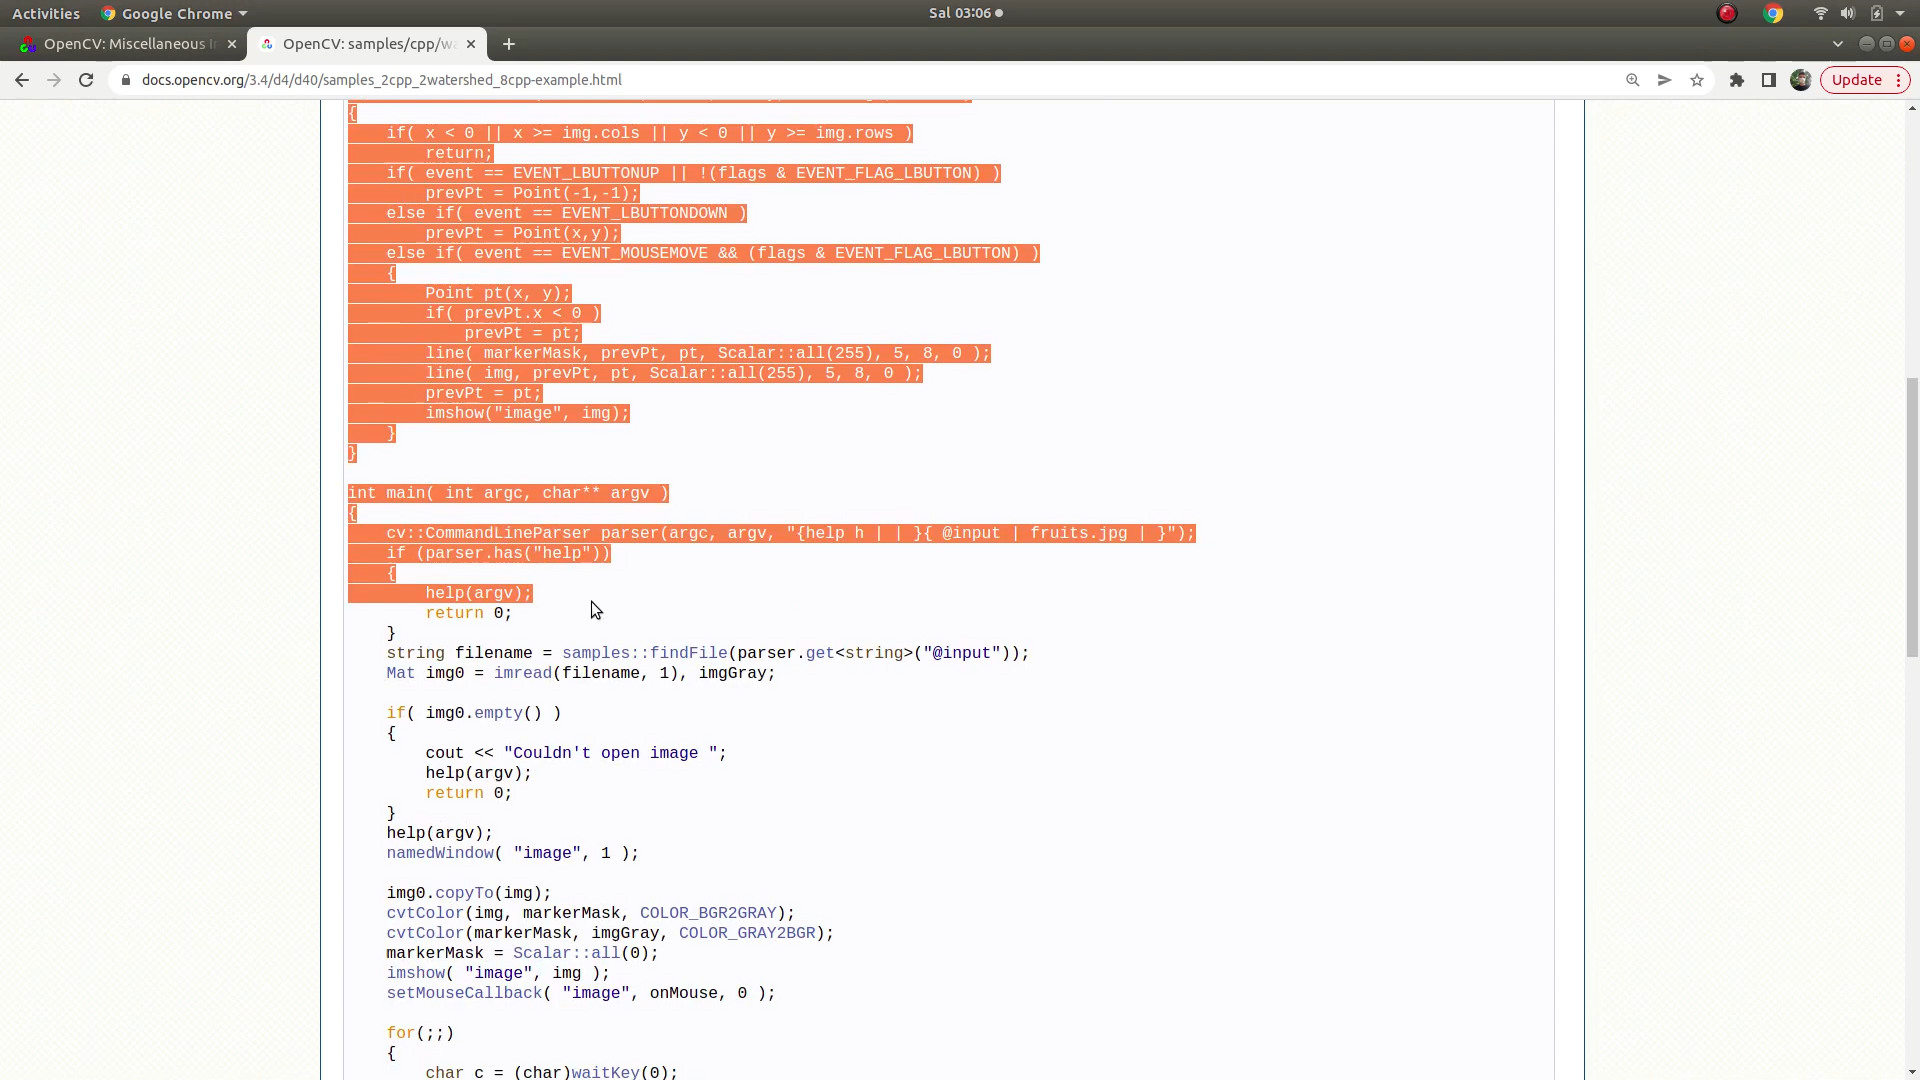 Activities Google Chrome Sal 03:06
OpenCV: Miscellaneous OpenCV: samples/cpp/wa
docs.opencv.org/3.4/d4/d40/samples_2cpp_2watershed_8cpp-example.html Update
{
if( x < 0 || x >= img.cols || y < 0 || y >= img.rows )
return;
if( event == EVENT_LBUTTONUP || !(flags & EVENT_FLAG_LBUTTON) )
prevPt = Point(-1,-1);
else if( event == EVENT_LBUTTONDOWN )
prevPt = Point(x,y);
else if( event == EVENT_MOUSEMOVE && (flags & EVENT_FLAG_LBUTTON) )
{
Point pt(x, y);
if( prevPt.x < 0 )
prevPt = pt;
line( markerMask, prevPt, pt, Scalar::all(255), 5, 8, 0 );
line( img, prevPt, pt, Scalar::all(255), 5, 8, 0 );
prevPt = pt;
imshow("image", img);
}
}
int main( int argc, char** argv )
{
cv::CommandLineParser parser(argc, argv, "{help h | | }{ @input | fruits.jpg | }");
if (parser.has("help"))
{
help(argv);
return 0;
}
string filename = samples::findFile(parser.get<string>("@input"));
Mat img0 = imread(filename, 1), imgGray;
if( img0.empty() )
{
cout << "Couldn't open image ";
help(argv);
return 0;
}
help(argv);
namedWindow( "image", 1 );
img0.copyTo(img);
cvtColor(img, markerMask, COLOR_BGR2GRAY);
cvtColor(markerMask, imgGray, COLOR_GRAY2BGR);
markerMask = Scalar::all(0);
imshow( "image", img );
setMouseCallback( "image", onMouse, 0 );
for(;;)
{
char c = (char)waitKey(0);